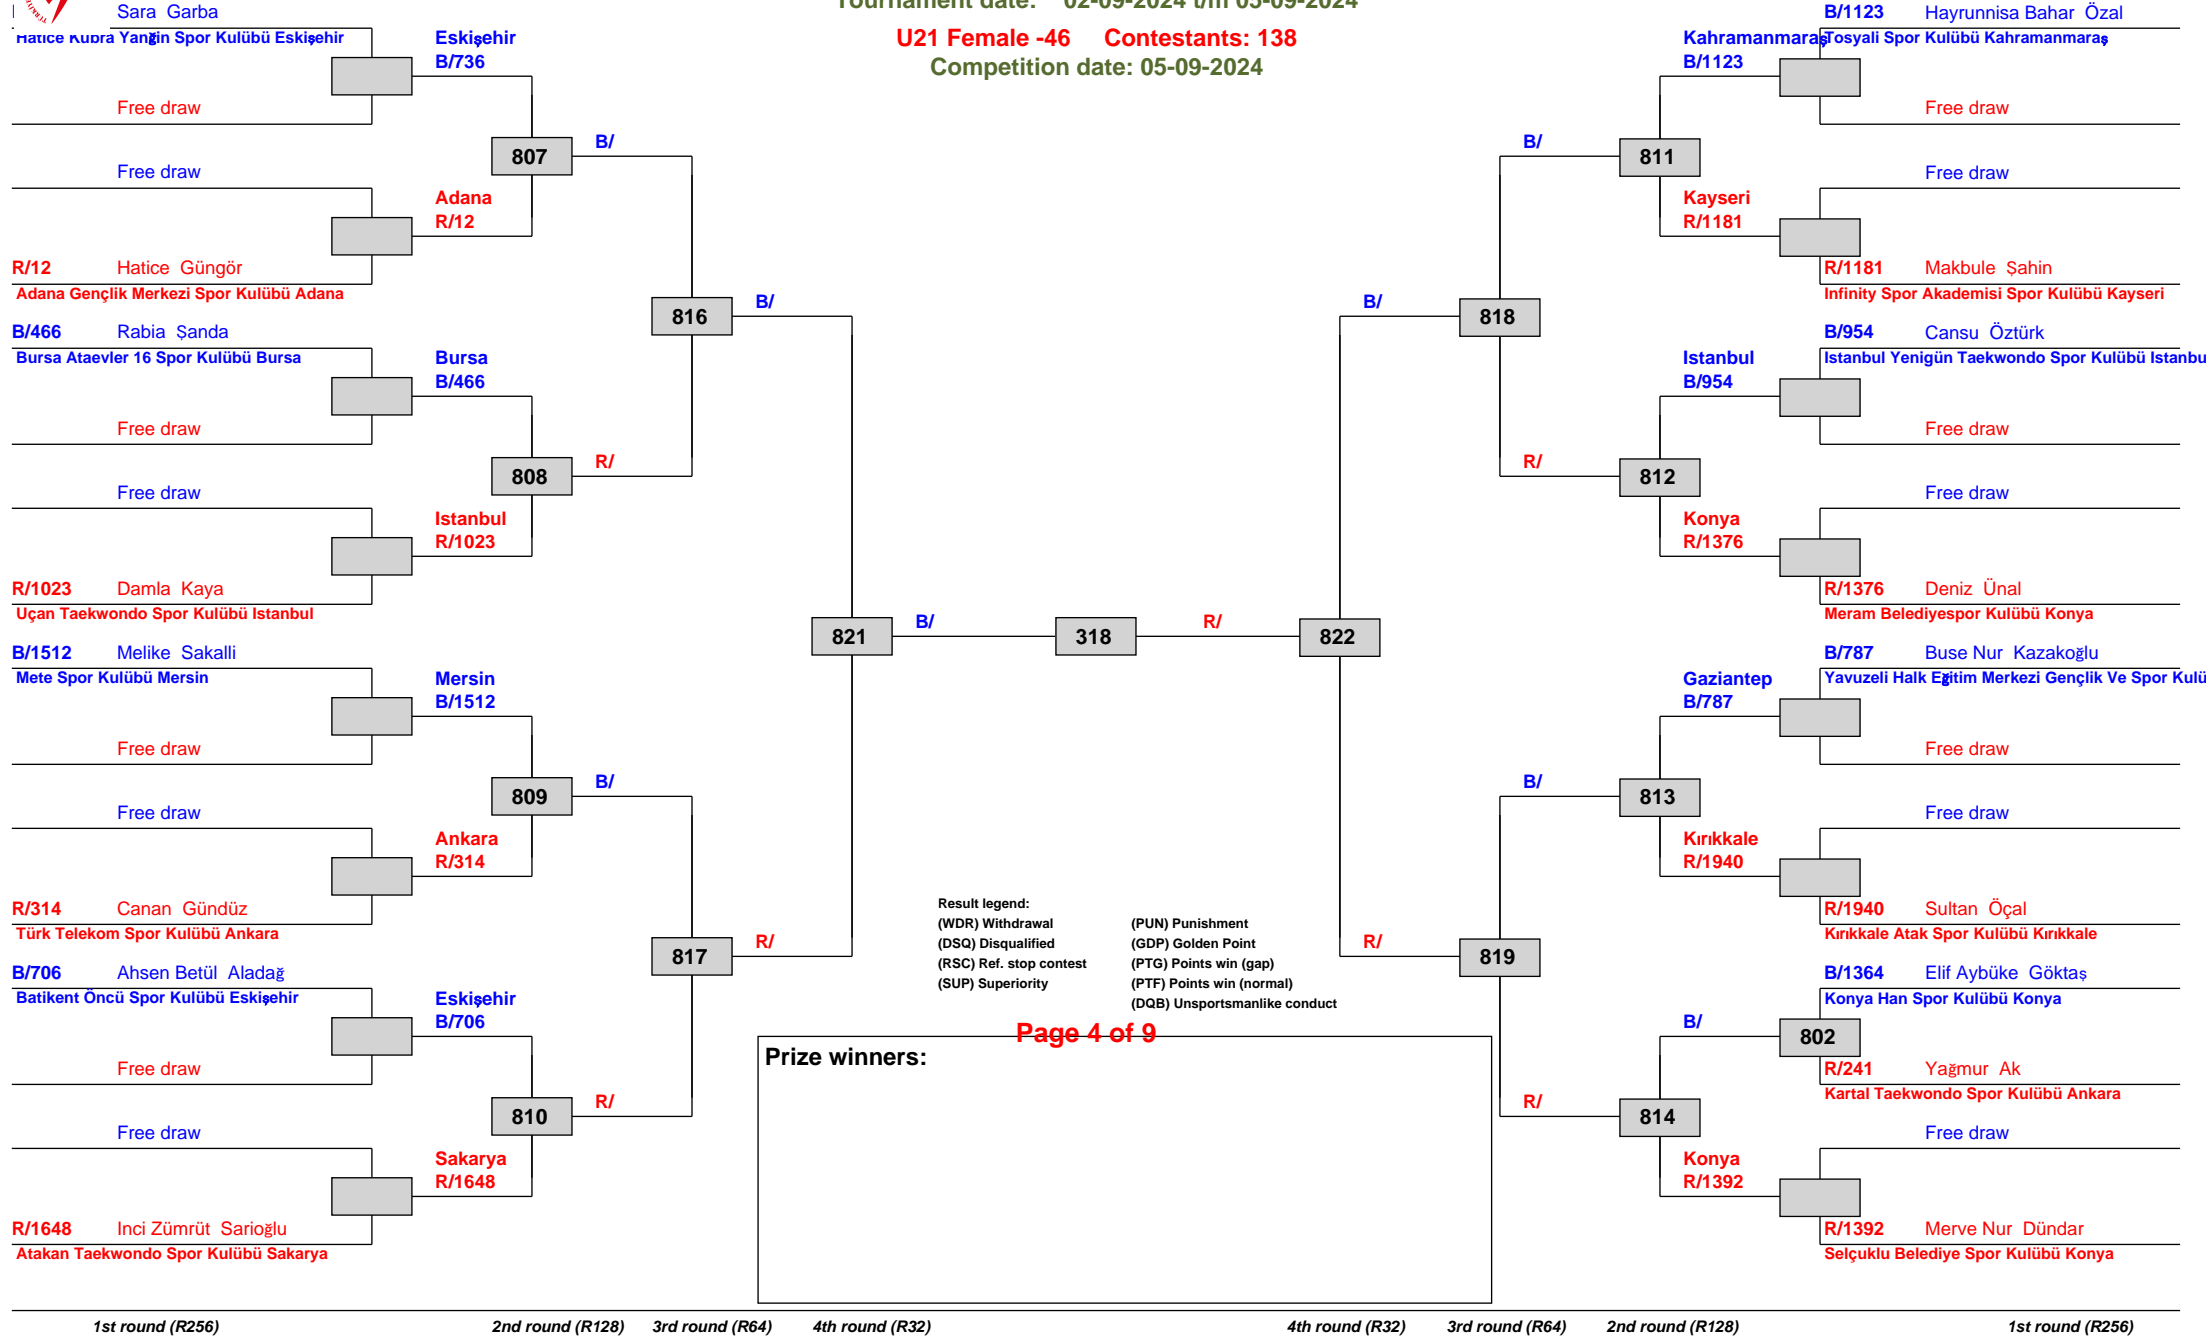 Tournament date: 02-09-2024 t/m 05-09-2024
U21 Female -46 Contestants: 138
Competition date: 05-09-2024
Sara Garba
Hatice Kübra Yangin Spor Kulübü Eskişehir
Eskişehir
B/736
Free draw
807
B/
Free draw
Adana
R/12
R/12 Hatice Güngör
Adana Gençlik Merkezi Spor Kulübü Adana
816
B/
B/466 Rabia Şanda
Bursa Ataevler 16 Spor Kulübü Bursa
Bursa
B/466
Free draw
808
R/
Free draw
Istanbul
R/1023
R/1023 Damla Kaya
Uçan Taekwondo Spor Kulübü Istanbul
821
B/
318
R/
822
B/1512 Melike Sakalli
Mete Spor Kulübü Mersin
Mersin
B/1512
Free draw
809
B/
Free draw
Ankara
R/314
R/314 Canan Gündüz
Türk Telekom Spor Kulübü Ankara
817
R/
B/706 Ahsen Betül Aladağ
Batikent Öncü Spor Kulübü Eskişehir
Eskişehir
B/706
Free draw
810
R/
Free draw
Sakarya
R/1648
R/1648 Inci Zümrüt Sarioğlu
Atakan Taekwondo Spor Kulübü Sakarya
B/1123 Hayrunnisa Bahar Özal
Tosyali Spor Kulübü Kahramanmaraş
Kahramanmaraş
B/1123
Free draw
B/
811
Free draw
Kayseri
R/1181
R/1181 Makbule Şahin
Infinity Spor Akademisi Spor Kulübü Kayseri
B/
818
B/954 Cansu Öztürk
Istanbul Yenigün Taekwondo Spor Kulübü Istanbu
Istanbul
B/954
Free draw
R/
812
Free draw
Konya
R/1376
R/1376 Deniz Ünal
Meram Belediyespor Kulübü Konya
B/787 Buse Nur Kazakoğlu
Yavuzeli Halk Eğitim Merkezi Gençlik Ve Spor Kulü
Gaziantep
B/787
Free draw
B/
813
Free draw
Kırıkkale
R/1940
R/1940 Sultan Öçal
Kırıkkale Atak Spor Kulübü Kırıkkale
R/
819
B/1364 Elif Aybüke Göktaş
Konya Han Spor Kulübü Konya
B/
802
R/241 Yağmur Ak
Kartal Taekwondo Spor Kulübü Ankara
R/
814
Free draw
Konya
R/1392
R/1392 Merve Nur Dündar
Selçuklu Belediye Spor Kulübü Konya
Result legend:
(WDR) Withdrawal (PUN) Punishment
(DSQ) Disqualified (GDP) Golden Point
(RSC) Ref. stop contest (PTG) Points win (gap)
(SUP) Superiority (PTF) Points win (normal)
(DQB) Unsportsmanlike conduct
Page 4 of 9
Prize winners:
1st round (R256) 2nd round (R128) 3rd round (R64) 4th round (R32) 4th round (R32) 3rd round (R64) 2nd round (R128) 1st round (R256)